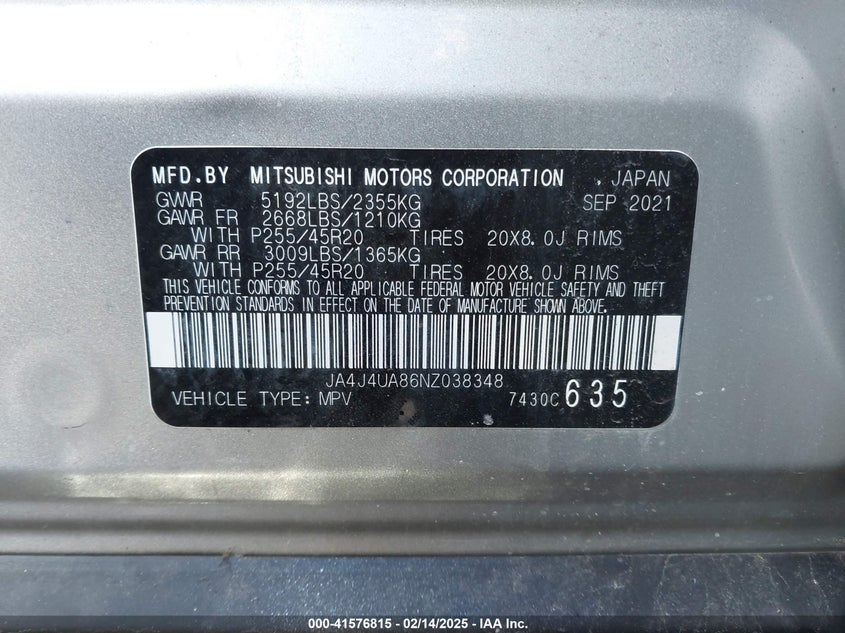 MFD.BY MITSUBISHI MOTORS CORPORATION . JAPAN
GVWR 5192LBS/2355KG SEP 2021
GAWR FR 2668LBS/1210KG
WITH P255/45R20 TIRES 20X8.0J RIMS
GAWR RR 3009LBS/1365KG
WITH P255/45R20 TIRES 20X8.0J RIMS
THIS VEHICLE CONFORMS TO ALL APPLICABLE FEDERAL MOTOR VEHICLE SAFETY AND THEFT
PREVENTION STANDARDS IN EFFECT ON THE DATE OF MANUFACTURE SHOWN ABOVE.
JA4J4UA86NZ038348
VEHICLE TYPE: MPV 7430C 635
000-41576815 - 02/14/2025 - IAA Inc.